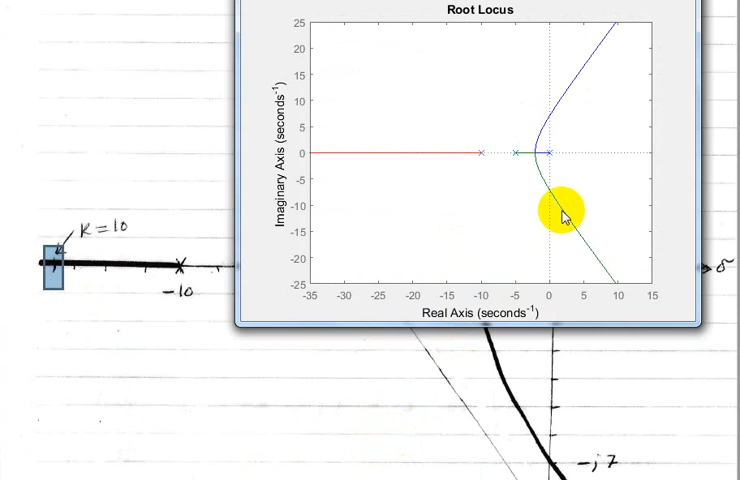 Root Locus
Imaginary Axis (seconds⁻¹)
25
20
15
10
5
0
-5
-10
-15
-20
-25
-35 -30 -25 -20 -15 -10 -5 0 5 10 15
Real Axis (seconds⁻¹)
K = 10
-10
σ
-j7